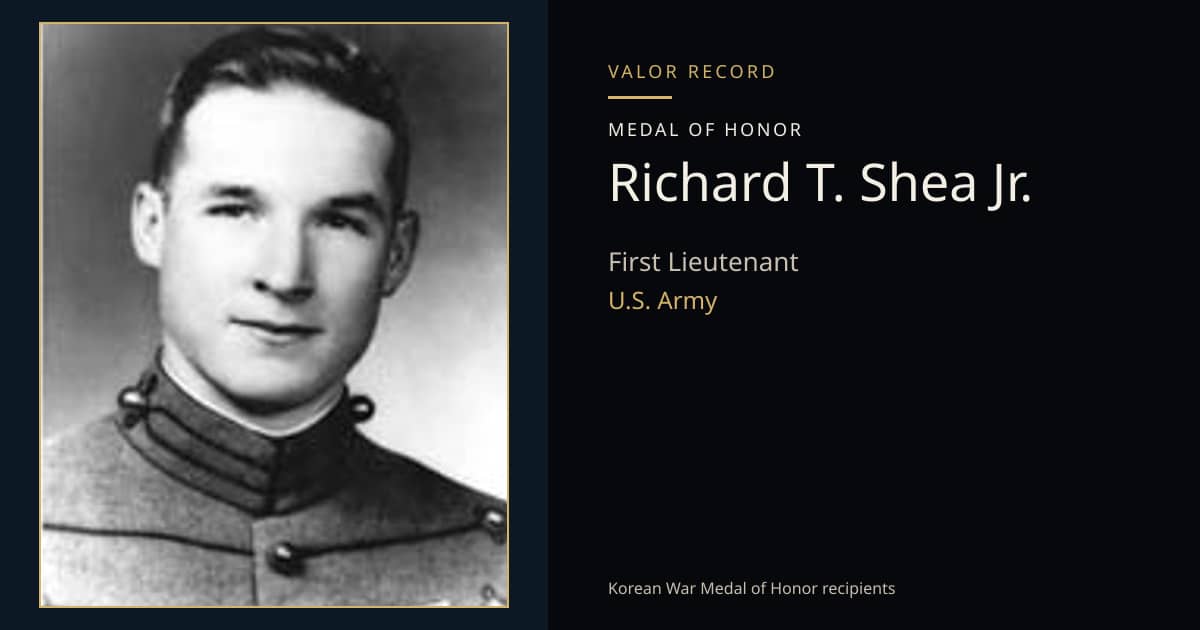 VALOR RECORD
MEDAL OF HONOR
Richard T. Shea Jr.
First Lieutenant
U.S. Army
Korean War Medal of Honor recipients